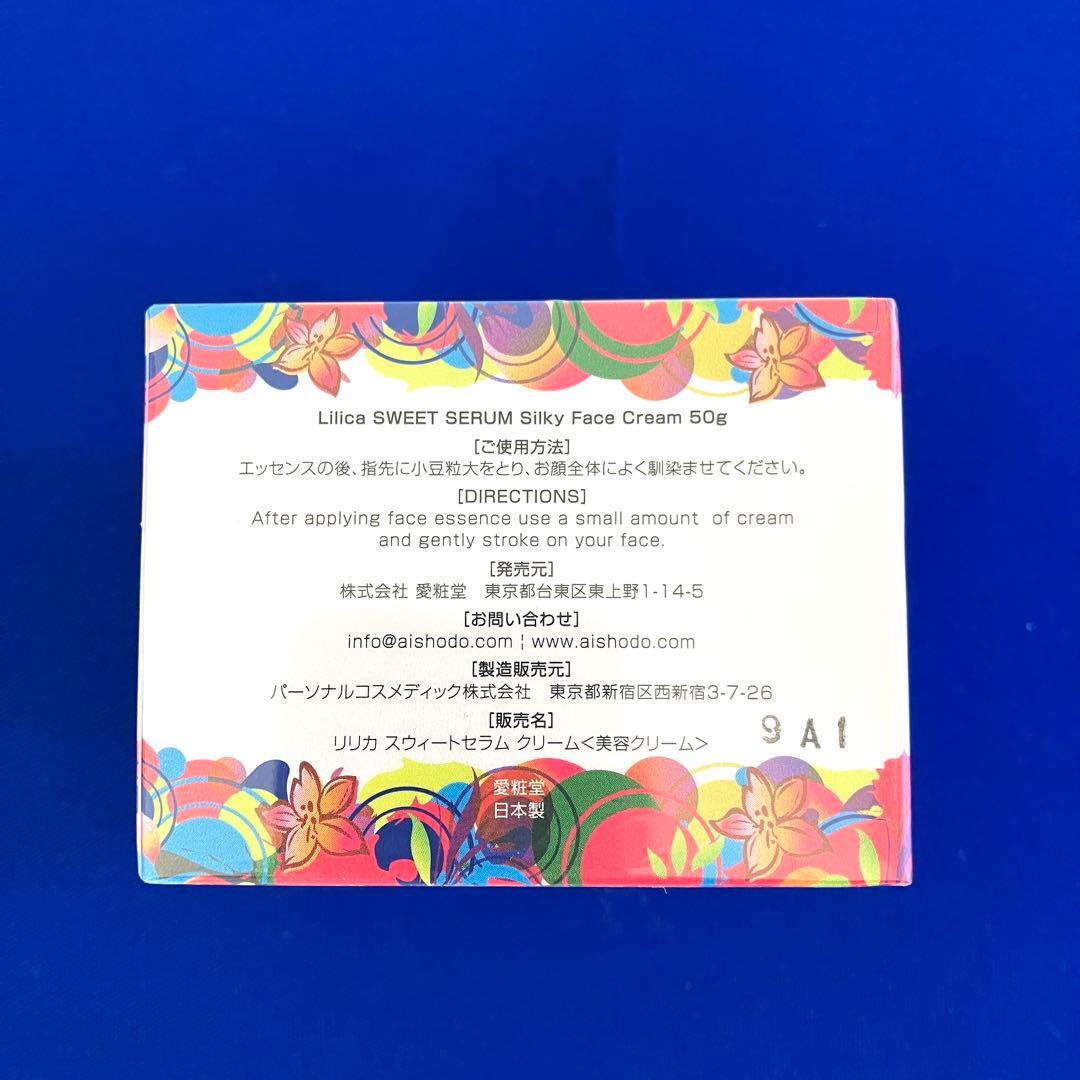 Lilica SWEET SERUM Silky Face Cream 50g
[ご使用方法]
エッセンスの後、指先に小豆粒大をとり、お顔全体によく馴染ませてください。
[DIRECTIONS]
After applying face essence use a small amount of cream
and gently stroke on your face.
[発売元]
株式会社 愛粧堂　東京都台東区東上野1-14-5
[お問い合わせ]
info@aishodo.com ¦ www.aishodo.com
[製造販売元]
パーソナルコスメディック株式会社　東京都新宿区西新宿3-7-26
[販売名]
リリカ スウィートセラム クリーム<美容クリーム>
9A1
愛粧堂
日本製